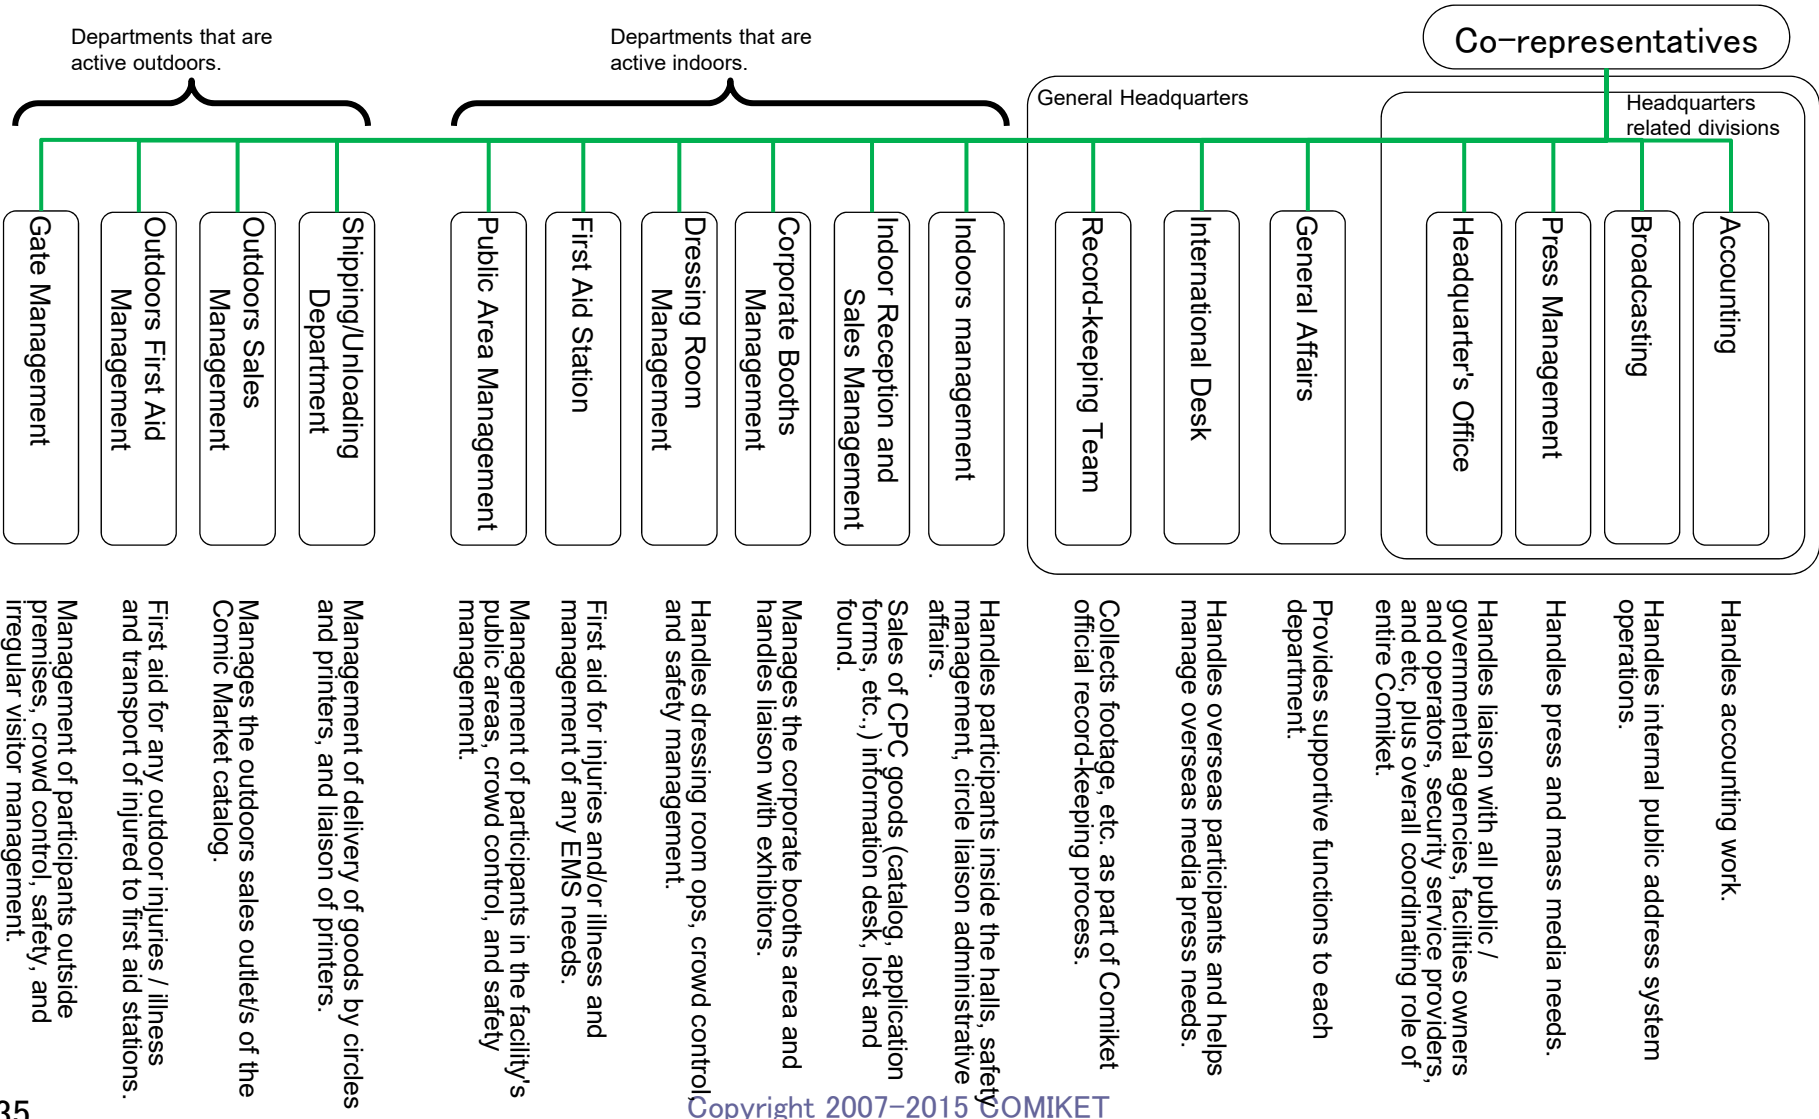 Co-representatives
Departments that are
active outdoors.
Departments that are
active indoors.
General Headquarters
Headquarters
related divisions
Gate Management
Outdoors First Aid
Management
Outdoors Sales
Management
Shipping/Unloading
Department
Public Area Management
First Aid Station
Dressing Room
Management
Corporate Booths
Management
Indoor Reception and
Sales Management
Indoors management
Record-keeping Team
International Desk
General Affairs
Headquarter's Office
Press Management
Broadcasting
Accounting
Management of participants outside
premises, crowd control, safety, and
irregular visitor management.
First aid for any outdoor injuries / illness
and transport of injured to first aid stations.
Manages the outdoors sales outlet/s of the
Comic Market catalog.
Management of delivery of goods by circles
and printers, and liaison of printers.
Management of participants in the facility's
public areas, crowd control, and safety
management.
First aid for injuries and/or illness and
management of any EMS needs.
Handles dressing room ops, crowd control,
and safety management.
Manages the corporate booths area and
handles liaison with exhibitors.
Sales of CPC goods (catalog, application
forms, etc.,) information desk, lost and
found.
Handles participants inside the halls, safety
management, circle liaison administrative
affairs.
Collects footage, etc. as part of Comiket
official record-keeping process.
Handles overseas participants and helps
manage overseas media press needs.
Provides supportive functions to each
department.
Handles liaison with all public /
governmental agencies, facilities owners
and operators, security service providers,
and etc, plus overall coordinating role of
entire Comiket.
Handles press and mass media needs.
Handles internal public address system
operations.
Handles accounting work.
35
Copyright 2007-2015 COMIKET